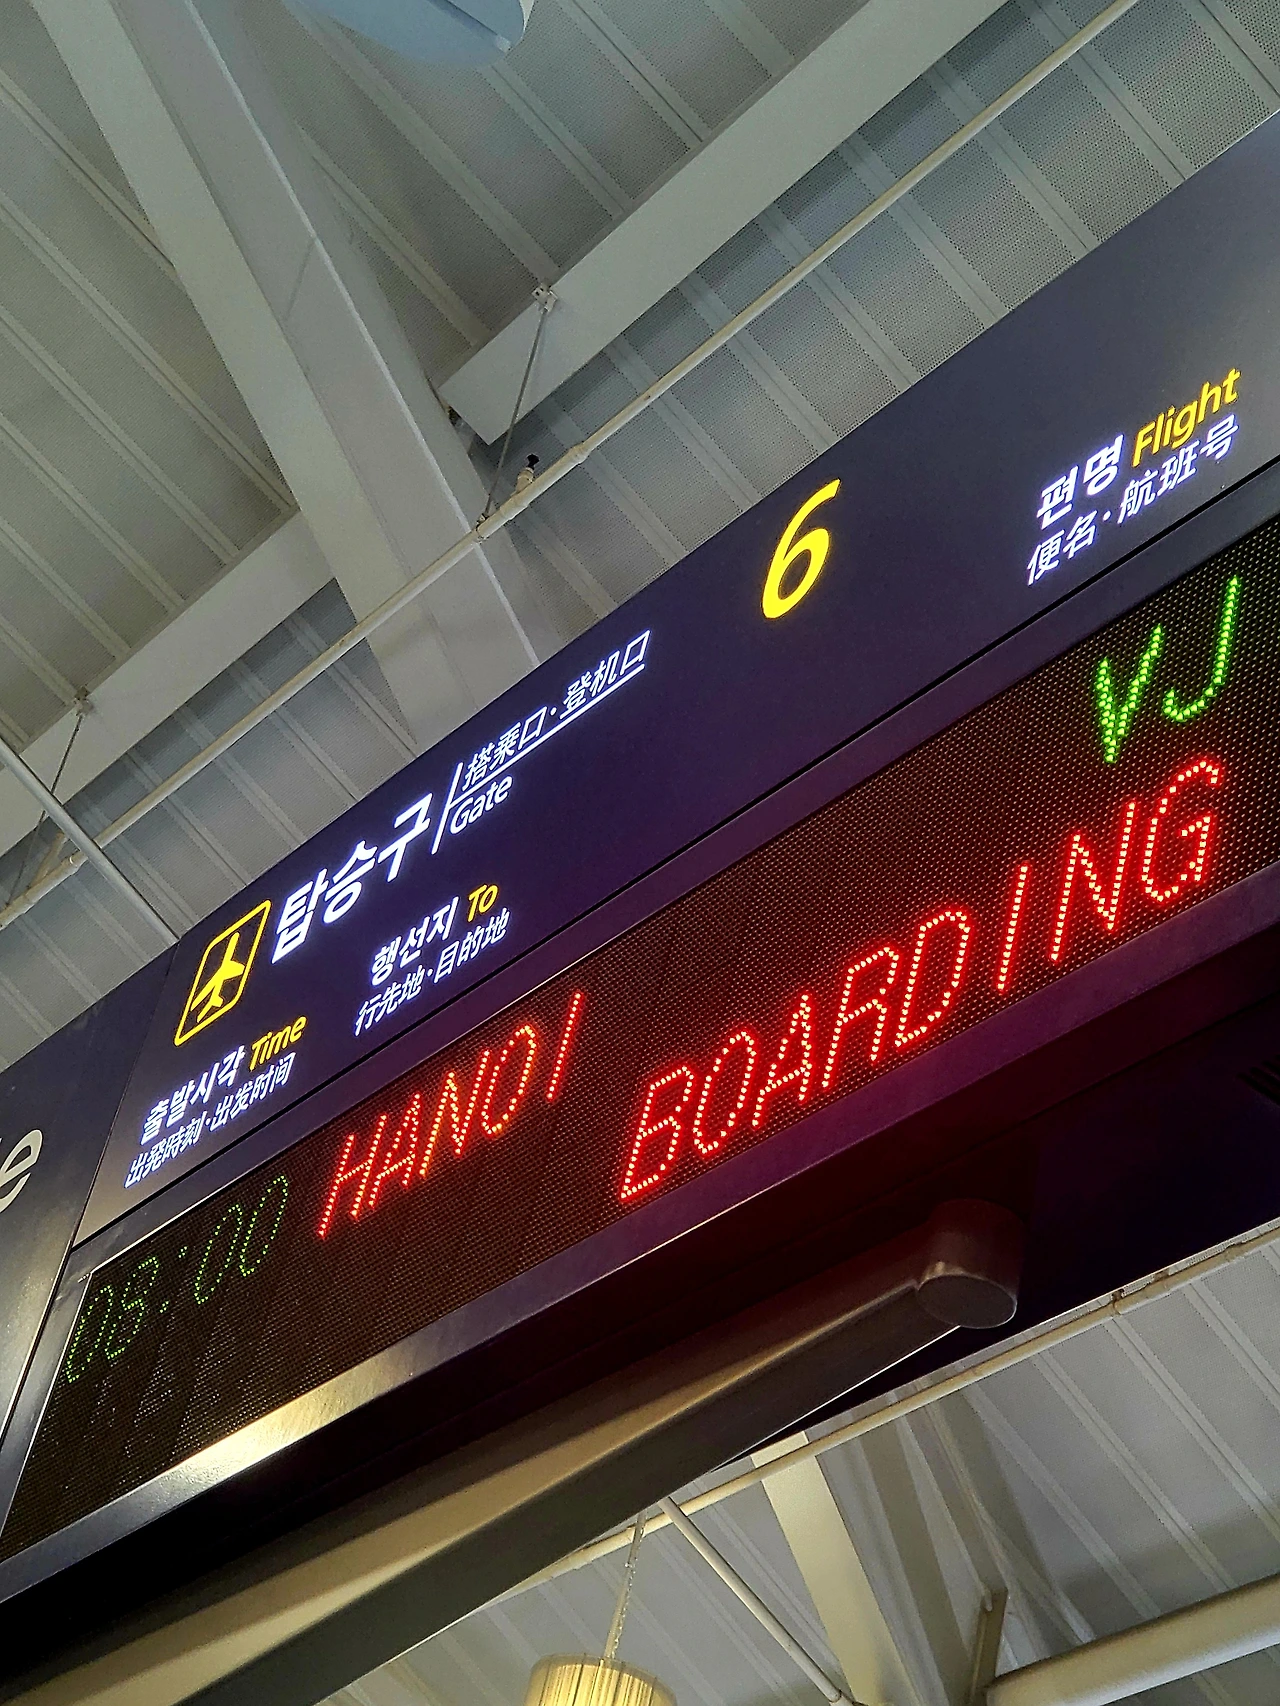 탑승구 搭乘口·登机口 6
Gate
출발시각 Time 행선지 To 편명 Flight
出発時刻·出发时间 行先地·目的地 便名·航班号
08:00 HANOI VJ
BOARDING